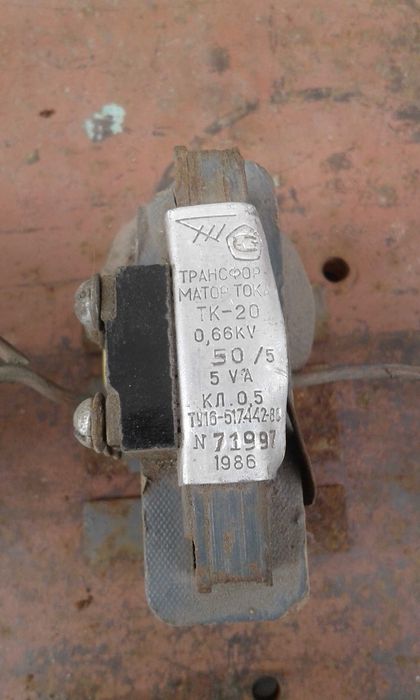 ТРАНСФОР-
МАТОР ТОКА
ТК-20
0,66KV
50/5
5 VA
КЛ.0,5
ТУ16-517.442-80
N 71997
1986